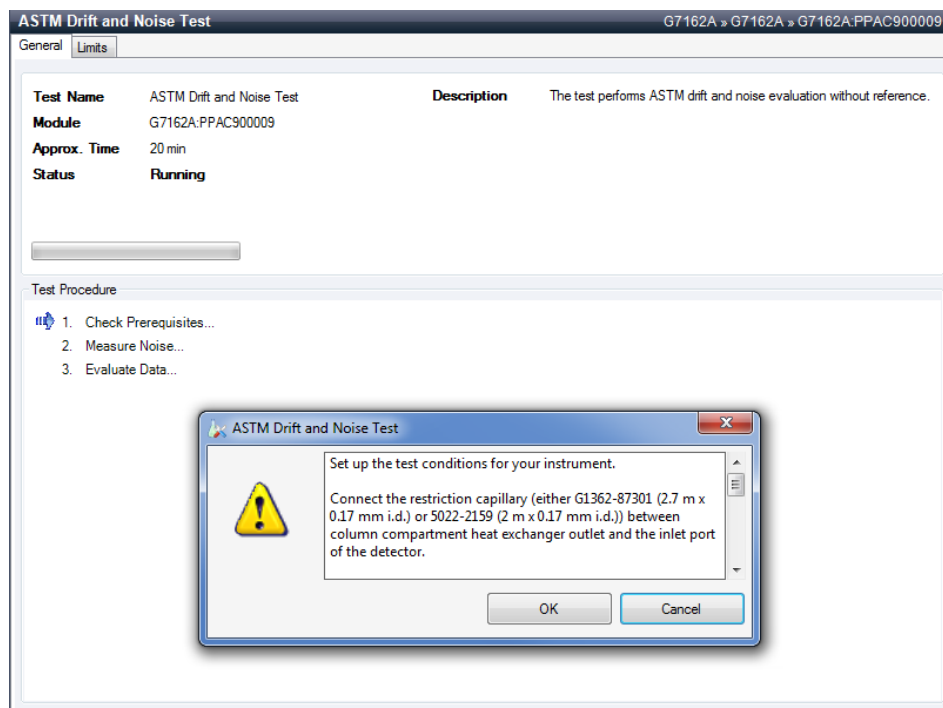 ASTM Drift and Noise Test
G7162A » G7162A » G7162A:PPAC900009
General
Limits
Test Name
ASTM Drift and Noise Test
Description
The test performs ASTM drift and noise evaluation without reference.
Module
G7162A:PPAC900009
Approx. Time
20 min
Status
Running
Test Procedure
1. Check Prerequisites...
2. Measure Noise...
3. Evaluate Data...
ASTM Drift and Noise Test
Set up the test conditions for your instrument.
Connect the restriction capillary (either G1362-87301 (2.7 m x
0.17 mm i.d.) or 5022-2159 (2 m x 0.17 mm i.d.)) between
column compartment heat exchanger outlet and the inlet port
of the detector.
OK
Cancel